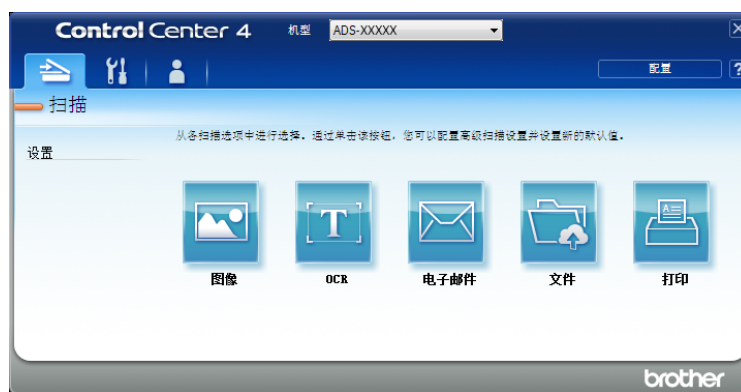 Control Center 4
机型
ADS-XXXXX
配置
?
扫描
从各扫描选项中进行选择。通过单击该按钮，您可以配置高级扫描设置并设置新的默认值。
设置
T
图像
OCR
电子邮件
文件
打印
brother